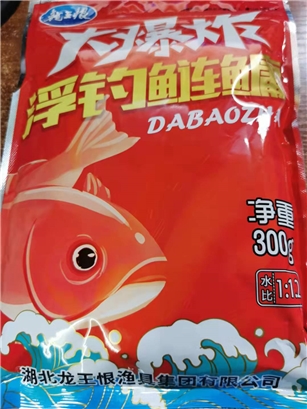 龙王恨
大爆炸
浮钓鲢鳙
DABAOZHA
净重
300g
水比 1:1.2
湖北龙王恨渔具集团有限公司